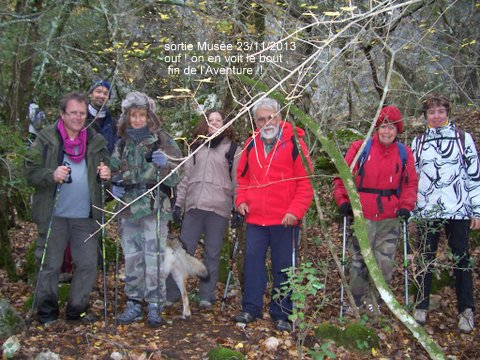 sortie Musée 23/11/2013
ouf ! on en voit le bout
fin de l'Aventure !!